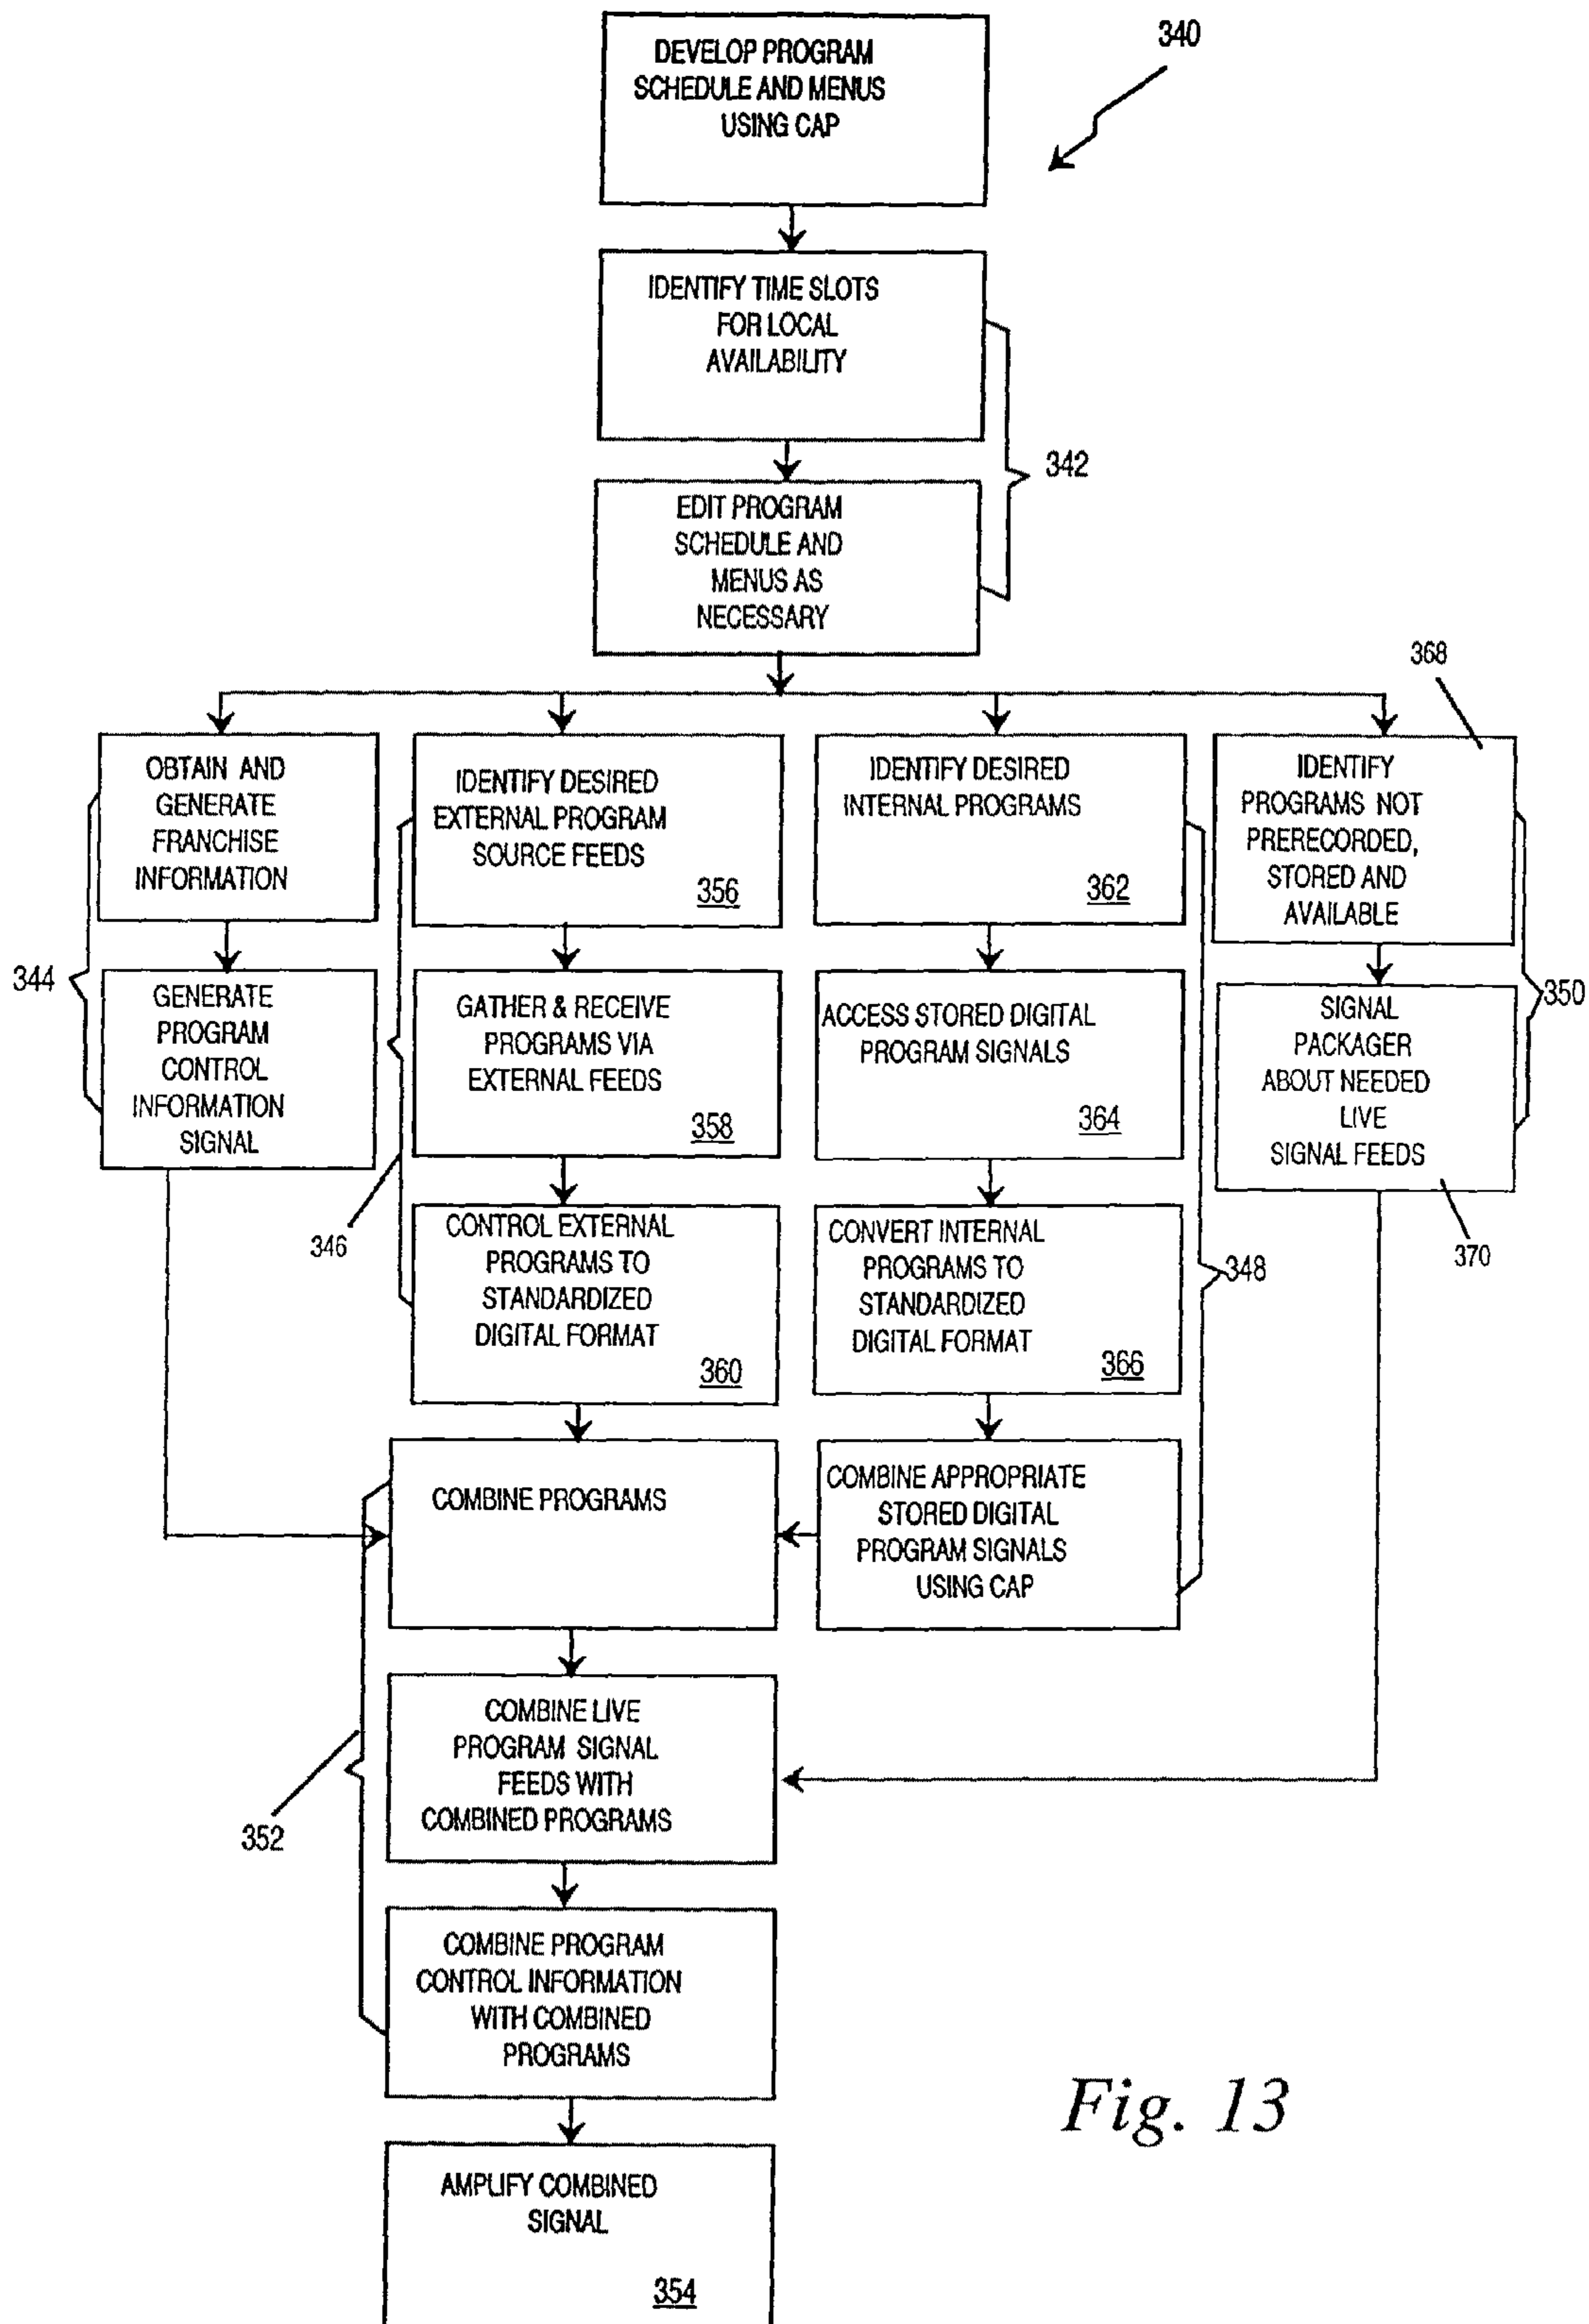 340
DEVELOP PROGRAM
SCHEDULE AND MENUS
USING CAP
IDENTIFY TIME SLOTS
FOR LOCAL
AVAILABILITY
342
EDIT PROGRAM
SCHEDULE AND
MENUS AS
NECESSARY
344
OBTAIN AND
GENERATE
FRANCHISE
INFORMATION
GENERATE
PROGRAM
CONTROL
INFORMATION
SIGNAL
346
IDENTIFY DESIRED
EXTERNAL PROGRAM
SOURCE FEEDS
356
GATHER & RECEIVE
PROGRAMS VIA
EXTERNAL FEEDS
358
CONTROL EXTERNAL
PROGRAMS TO
STANDARDIZED
DIGITAL FORMAT
360
IDENTIFY DESIRED
INTERNAL PROGRAMS
362
ACCESS STORED DIGITAL
PROGRAM SIGNALS
364
CONVERT INTERNAL
PROGRAMS TO
STANDARDIZED
DIGITAL FORMAT
366
348
COMBINE APPROPRIATE
STORED DIGITAL
PROGRAM SIGNALS
USING CAP
368
IDENTIFY
PROGRAMS NOT
PRERECORDED,
STORED AND
AVAILABLE
350
SIGNAL
PACKAGER
ABOUT NEEDED
LIVE
SIGNAL FEEDS
370
COMBINE PROGRAMS
352
COMBINE LIVE
PROGRAM SIGNAL
FEEDS WITH
COMBINED PROGRAMS
COMBINE PROGRAM
CONTROL INFORMATION
WITH COMBINED
PROGRAMS
AMPLIFY COMBINED
SIGNAL
354
Fig. 13